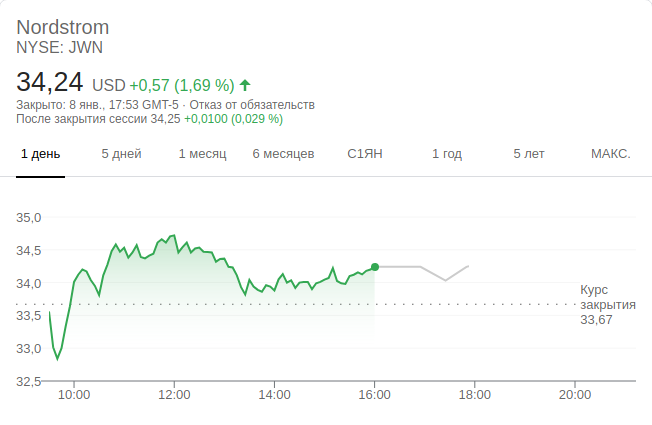 Nordstrom
NYSE: JWN
34,24 USD +0,57 (1,69 %)
Закрыто: 8 янв., 17:53 GMT-5 · Отказ от обязательств
После закрытия сессии 34,25 +0,0100 (0,029 %)
1 день 5 дней 1 месяц 6 месяцев С1ЯН 1 год 5 лет МАКС.
35,0
34,5
34,0
33,5
33,0
32,5
Курс
закрытия
33,67
10:00 12:00 14:00 16:00 18:00 20:00